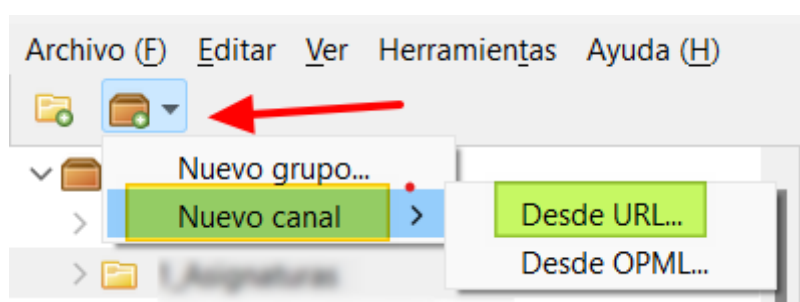 Archivo (F) Editar Ver Herramientas Ayuda (H)
Nuevo grupo...
Nuevo canal
Desde URL...
Desde OPML...